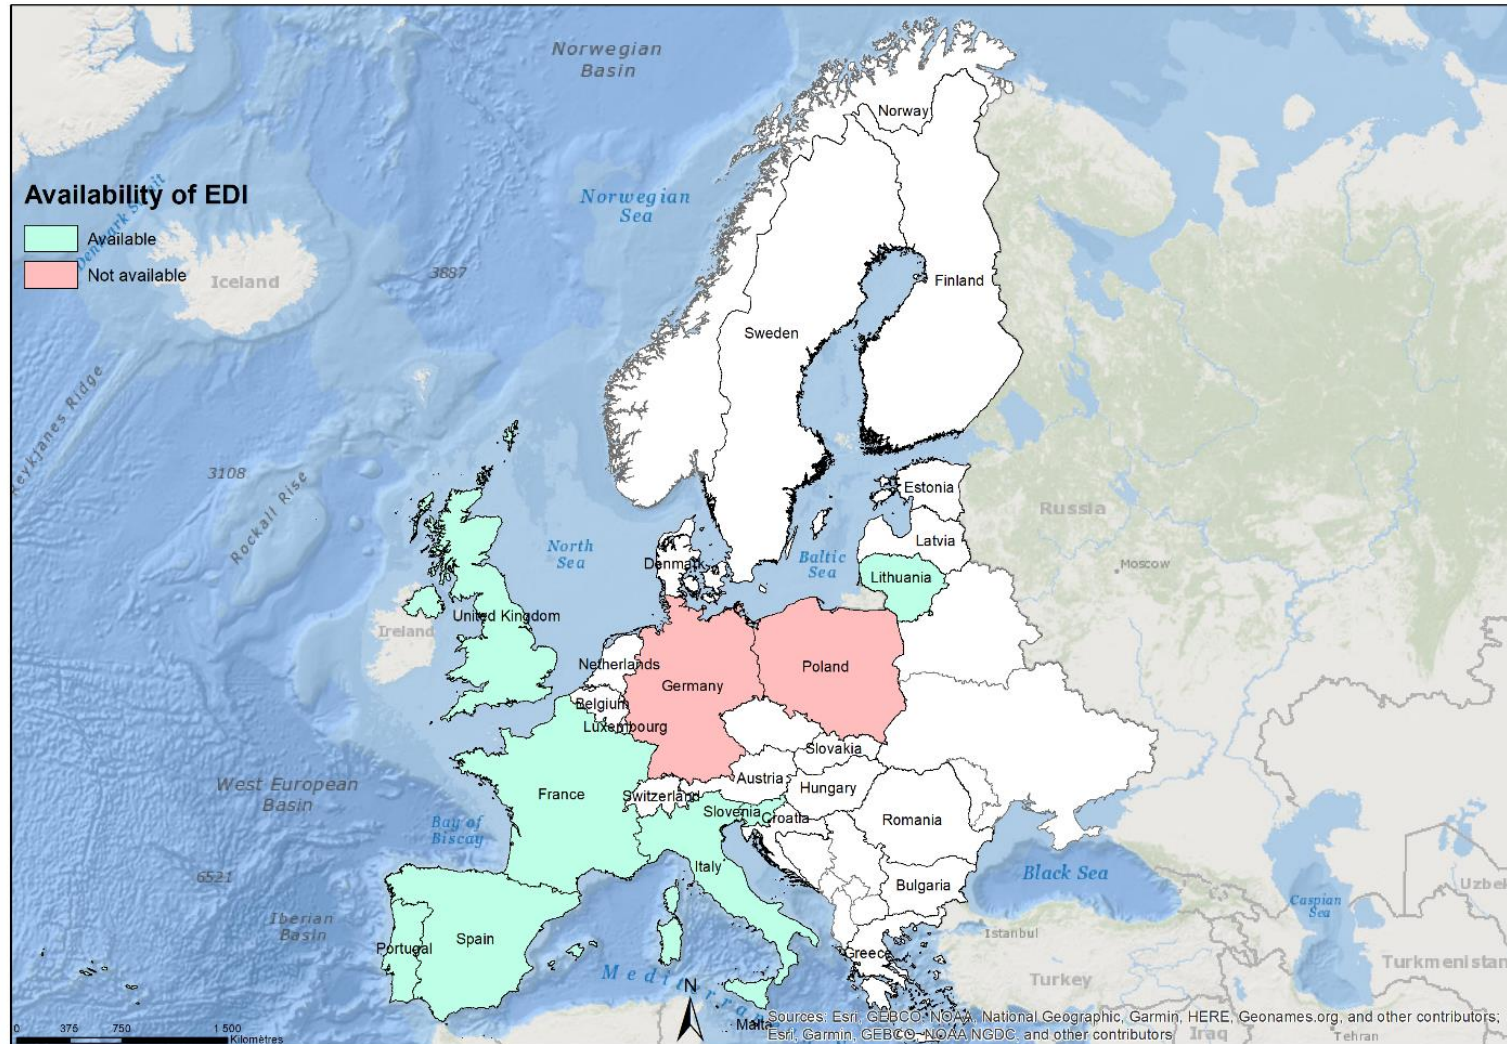 Norwegian
Basin
Norway
Availability of EDI
Norwegian
Sea
Available
Denmark Strait
Not available
3887
Iceland
Finland
Sweden
Reykjanes Ridge
3108
Rockall Rise
Estonia
Russia
Latvia
North
Sea
Baltic
Sea
Denmark
Moscow
Lithuania
United Kingdom
Ireland
Netherlands
Poland
Germany
Belgium
Luxembourg
Slovakia
Austria
West European
Basin
Hungary
France
Switzerland
Slovenia
Croatia
Romania
Bay of
Biscay
Italy
Black Sea
6521
Bulgaria
Uzbek
Caspian
Sea
Iberian
Basin
Istanbul
Portugal
Spain
Greece
Turkmenistan
Turkey
Mediterran
N
Malta
Sources: Esri, GEBCO, NOAA, National Geographic, Garmin, HERE, Geonames.org, and other contributors;
Esri, Garmin, GEBCO, NOAA NGDC, and other contributors
Iraq
Tehran
0 375 750 1 500
Kilomètres